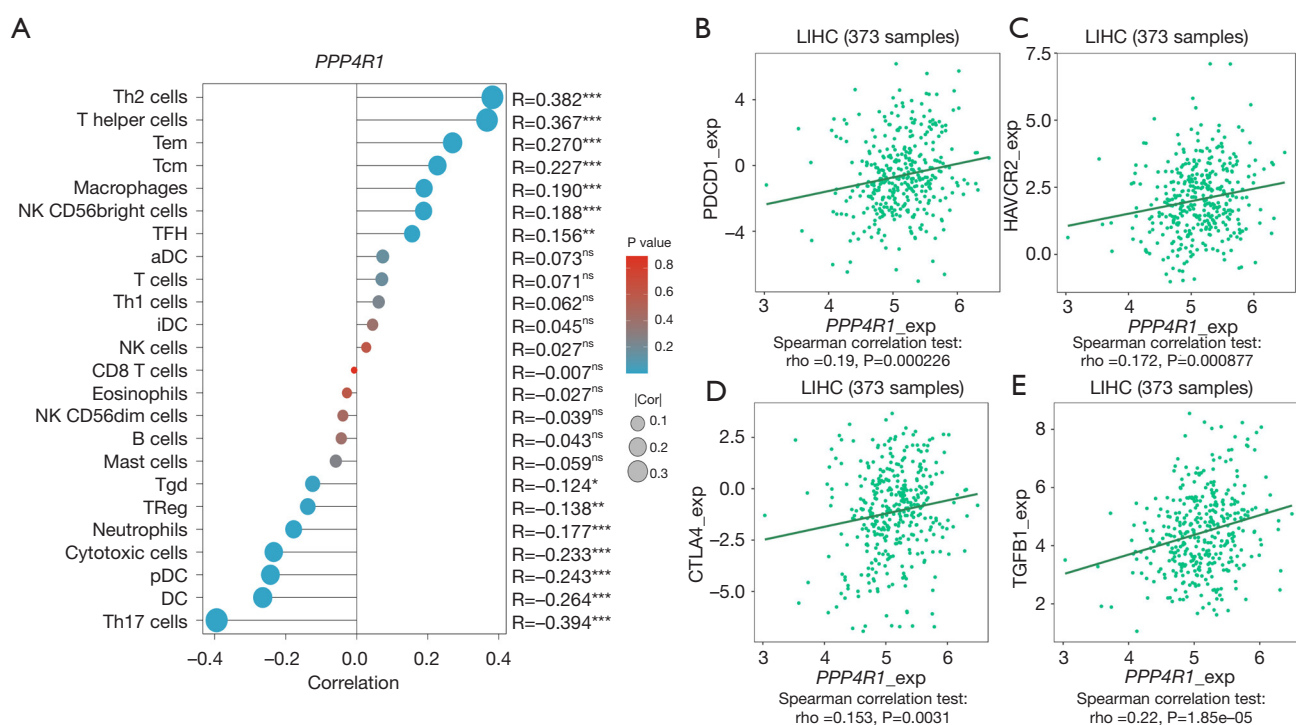 A
PPP4R1
Th2 cells R=0.382***
T helper cells R=0.367***
Tem R=0.270***
Tcm R=0.227***
Macrophages R=0.190***
NK CD56bright cells R=0.188***
TFH R=0.156**
aDC R=0.073ns
T cells R=0.071ns
Th1 cells R=0.062ns
iDC R=0.045ns
NK cells R=0.027ns
CD8 T cells R=−0.007ns
Eosinophils R=−0.027ns
NK CD56dim cells R=−0.039ns
B cells R=−0.043ns
Mast cells R=−0.059ns
Tgd R=−0.124*
TReg R=−0.138**
Neutrophils R=−0.177***
Cytotoxic cells R=−0.233***
pDC R=−0.243***
DC R=−0.264***
Th17 cells R=−0.394***
−0.4 −0.2 0.0 0.2 0.4
Correlation
P value
0.8
0.6
0.4
0.2
|Cor|
0.1
0.2
0.3
B
LIHC (373 samples)
PDCD1_exp
4
0
−4
3 4 5 6
PPP4R1_exp
Spearman correlation test:
rho =0.19, P=0.000226
C
LIHC (373 samples)
HAVCR2_exp
7.5
5.0
2.5
0.0
3 4 5 6
PPP4R1_exp
Spearman correlation test:
rho =0.172, P=0.000877
D
LIHC (373 samples)
CTLA4_exp
2.5
0.0
−2.5
−5.0
3 4 5 6
PPP4R1_exp
Spearman correlation test:
rho =0.153, P=0.0031
E
LIHC (373 samples)
TGFB1_exp
8
6
4
2
3 4 5 6
PPP4R1_exp
Spearman correlation test:
rho =0.22, P=1.85e−05